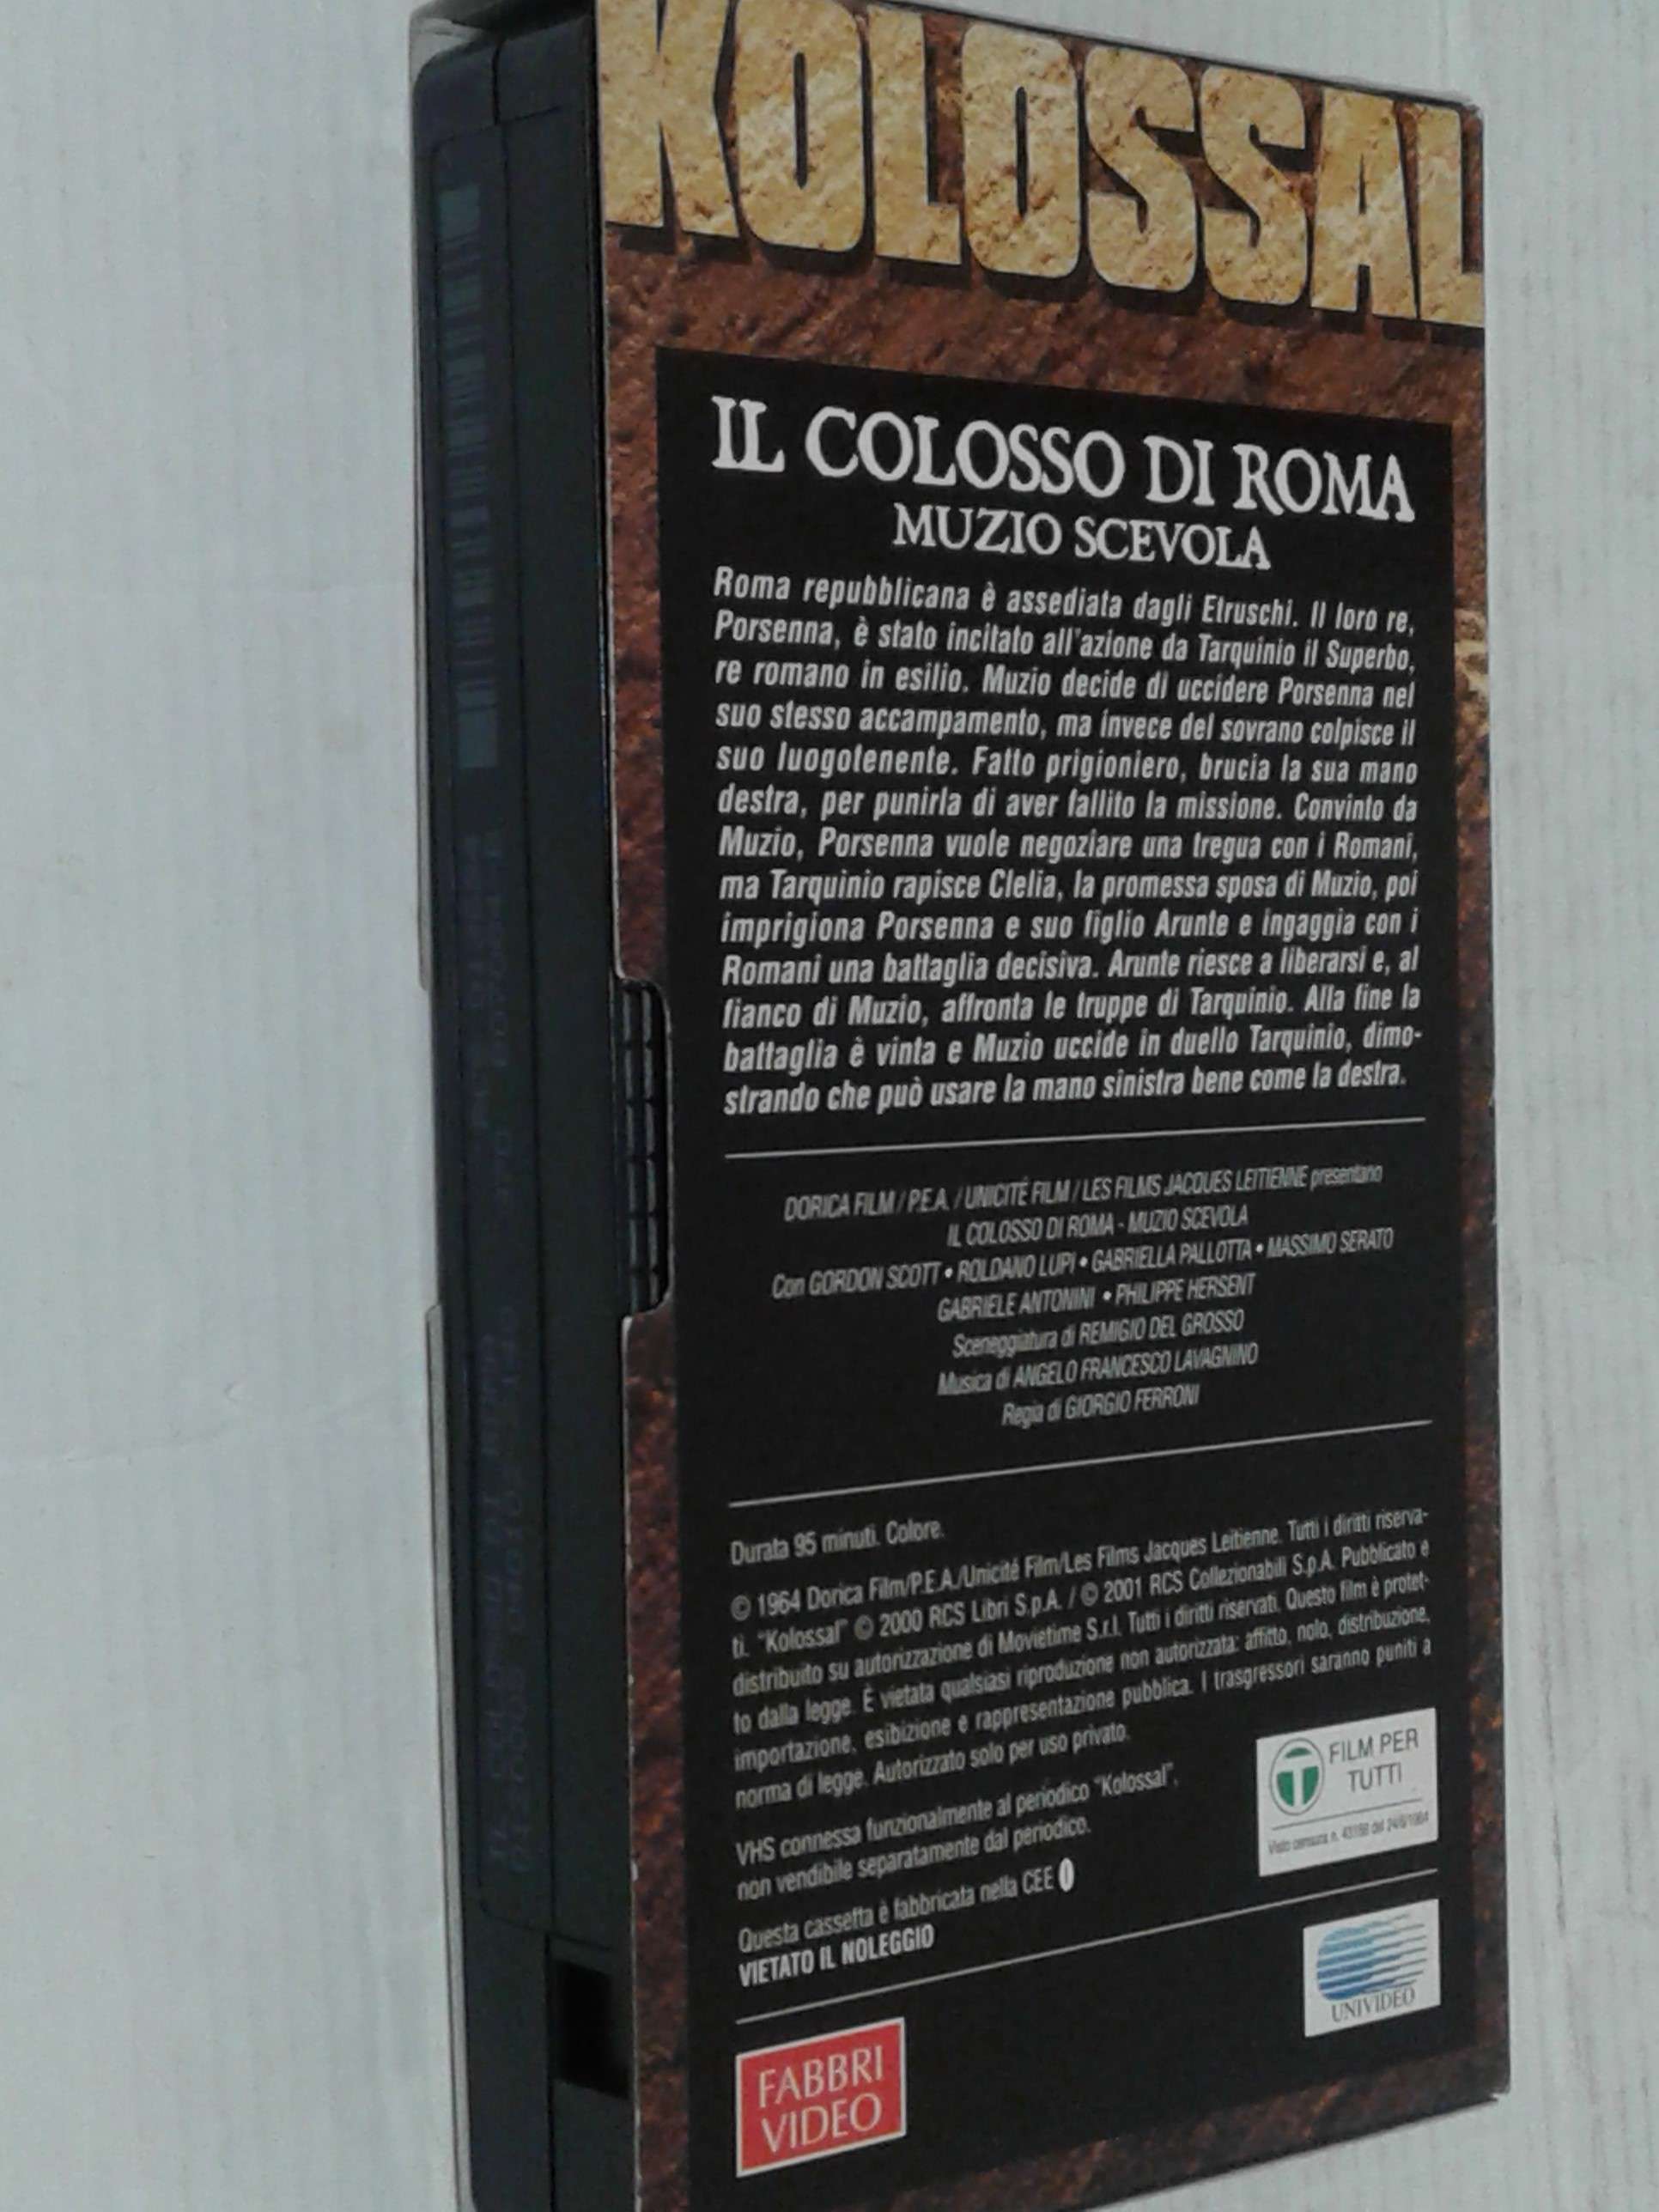 KOLOSSAL
IL COLOSSO DI ROMA
MUZIO SCEVOLA
Roma repubblicana è assediata dagli Etruschi. Il loro re,
Porsenna, è stato incitato all'azione da Tarquinio il Superbo,
re romano in esilio. Muzio decide di uccidere Porsenna nel
suo stesso accampamento, ma invece del sovrano colpisce il
suo luogotenente. Fatto prigioniero, brucia la sua mano
destra, per punirla di aver fallito la missione. Convinto da
Muzio, Porsenna vuole negoziare una tregua con i Romani,
ma Tarquinio rapisce Clelia, la promessa sposa di Muzio, poi
imprigiona Porsenna e suo figlio Arunte e ingaggia con i
Romani una battaglia decisiva. Arunte riesce a liberarsi e, al
fianco di Muzio, affronta le truppe di Tarquinio. Alla fine la
battaglia è vinta e Muzio uccide in duello Tarquinio, dimo-
strando che può usare la mano sinistra bene come la destra.
DORICA FILM / P.E.A. / UNICITÉ FILM / LES FILMS JACQUES LEITIENNE presentano
IL COLOSSO DI ROMA - MUZIO SCEVOLA
Con GORDON SCOTT • ROLDANO LUPI • GABRIELLA PALLOTTA • MASSIMO SERATO
GABRIELE ANTONINI • PHILIPPE HERSENT
Sceneggiatura di REMIGIO DEL GROSSO
Musica di ANGELO FRANCESCO LAVAGNINO
Regia di GIORGIO FERRONI
Durata 95 minuti. Colore.
© 1964 Dorica Film/P.E.A./Unicité Film/Les Films Jacques Leitienne. Tutti i diritti riserva-
ti. "Kolossal" © 2000 RCS Libri S.p.A. / © 2001 RCS Collezionabili S.p.A. Pubblicato e
distribuito su autorizzazione di Movietime S.r.l. Tutti i diritti riservati. Questo film è protet-
to dalla legge. È vietata qualsiasi riproduzione non autorizzata: affitto, nolo, distribuzione,
importazione, esibizione e rappresentazione pubblica. I trasgressori saranno puniti a
norma di legge. Autorizzato solo per uso privato.
VHS connessa funzionalmente al periodico "Kolossal",
non vendibile separatamente dal periodico.
Questa cassetta è fabbricata nella CEE
VIETATO IL NOLEGGIO
T FILM PER
TUTTI
Visto censura n. del
UNIVIDEO
FABBRI
VIDEO